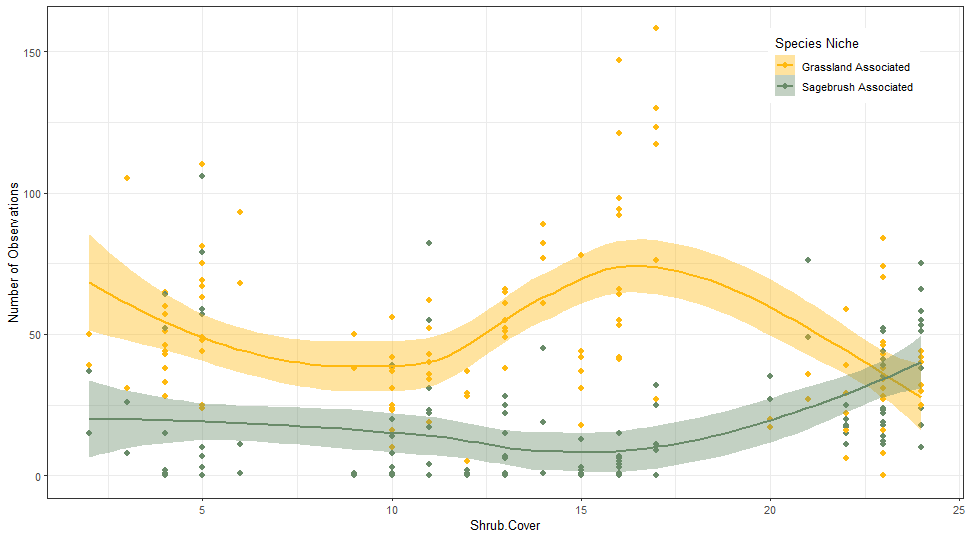 Species Niche
Grassland Associated
Sagebrush Associated
Number of Observations
150
100
50
0
5
10
15
20
25
Shrub.Cover